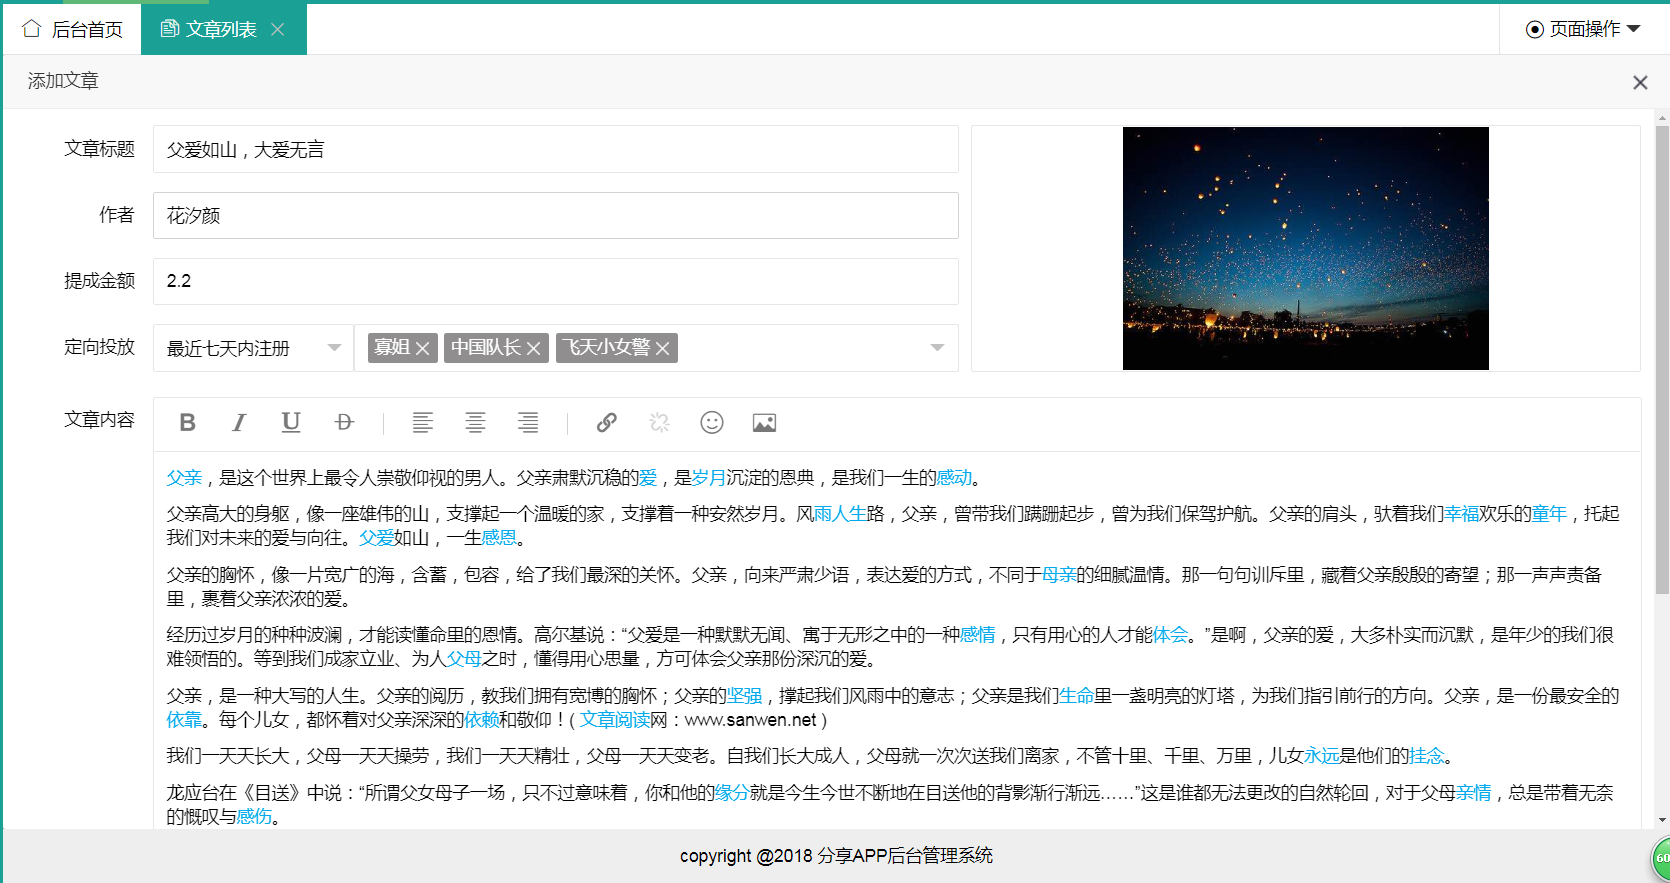 后台首页 文章列表 页面操作
添加文章
文章标题 父爱如山，大爱无言
作者 花汐颜
提成金额 2.2
定向投放 最近七天内注册 寡姐 中国队长 飞天小女警
文章内容 B I U D
父亲，是这个世界上最令人崇敬仰视的男人。父亲肃默沉稳的爱，是岁月沉淀的恩典，是我们一生的感动。
父亲高大的身躯，像一座雄伟的山，支撑起一个温暖的家，支撑着一种安然岁月。风雨人生路，父亲，曾带我们蹒跚起步，曾为我们保驾护航。父亲的肩头，驮着我们幸福欢乐的童年，托起
我们对未来的爱与向往。父爱如山，一生感恩。
父亲的胸怀，像一片宽广的海，含蓄，包容，给了我们最深的关怀。父亲，向来严肃少语，表达爱的方式，不同于母亲的细腻温情。那一句句训斥里，藏着父亲殷殷的寄望；那一声声责备
里，裹着父亲浓浓的爱。
经历过岁月的种种波澜，才能读懂命里的恩情。高尔基说：“父爱是一种默默无闻、寓于无形之中的一种感情，只有用心的人才能体会。”是啊，父亲的爱，大多朴实而沉默，是年少的我们很
难领悟的。等到我们成家立业、为人父母之时，懂得用心思量，方可体会父亲那份深沉的爱。
父亲，是一种大写的人生。父亲的阅历，教我们拥有宽博的胸怀；父亲的坚强，撑起我们风雨中的意志；父亲是我们生命里一盏明亮的灯塔，为我们指引前行的方向。父亲，是一份最安全的
依靠。每个儿女，都怀着对父亲深深的依赖和敬仰！( 文章阅读网：www.sanwen.net )
我们一天天长大，父母一天天操劳，我们一天天精壮，父母一天天变老。自我们长大成人，父母就一次次送我们离家，不管十里、千里、万里，儿女永远是他们的挂念。
龙应台在《目送》中说：“所谓父女母子一场，只不过意味着，你和他的缘分就是今生今世不断地在目送他的背影渐行渐远……”这是谁都无法更改的自然轮回，对于父母亲情，总是带着无奈
的慨叹与感伤。
copyright @2018 分享APP后台管理系统
60